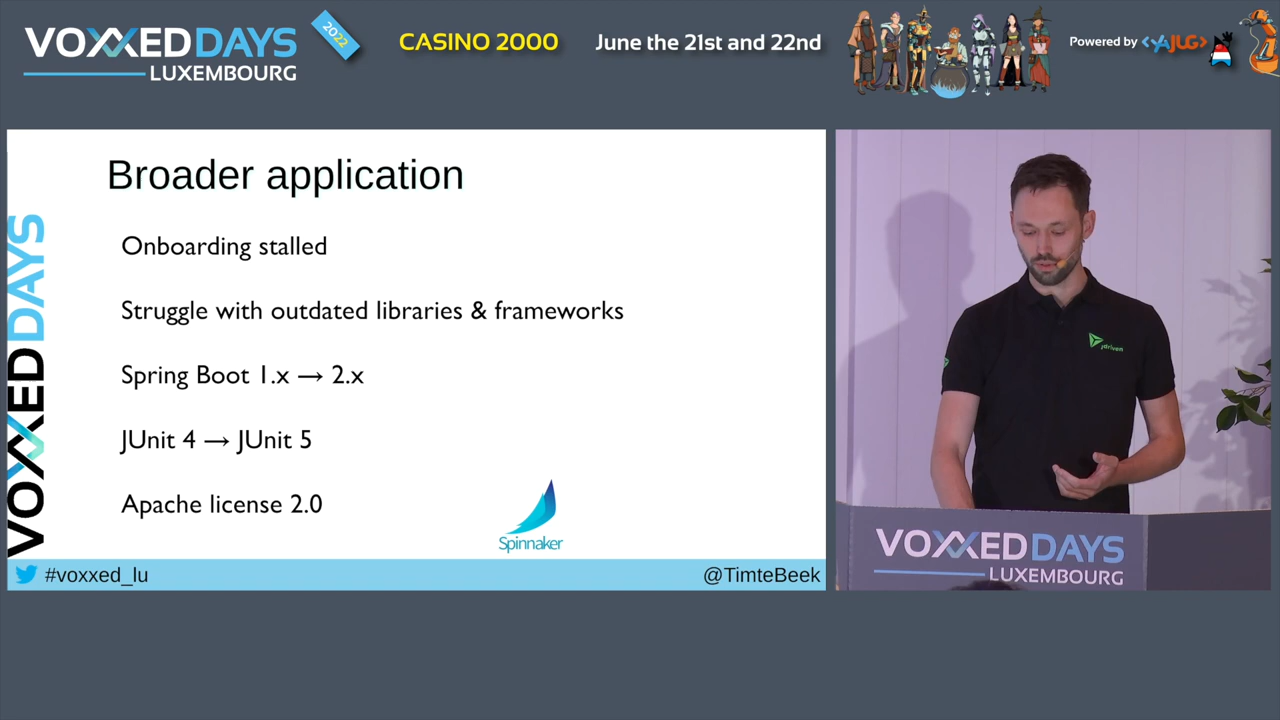 VOXXED DAYS
LUXEMBOURG
2022
CASINO 2000
June the 21st and 22nd
Powered by <YAJUG>
Broader application
Onboarding stalled
Struggle with outdated libraries & frameworks
Spring Boot 1.x → 2.x
JUnit 4 → JUnit 5
Apache license 2.0
Spinnaker
VOXXED DAYS
#voxxed_lu
@TimteBeek
jdriven
VOXXED DAYS
LUXEMBOURG